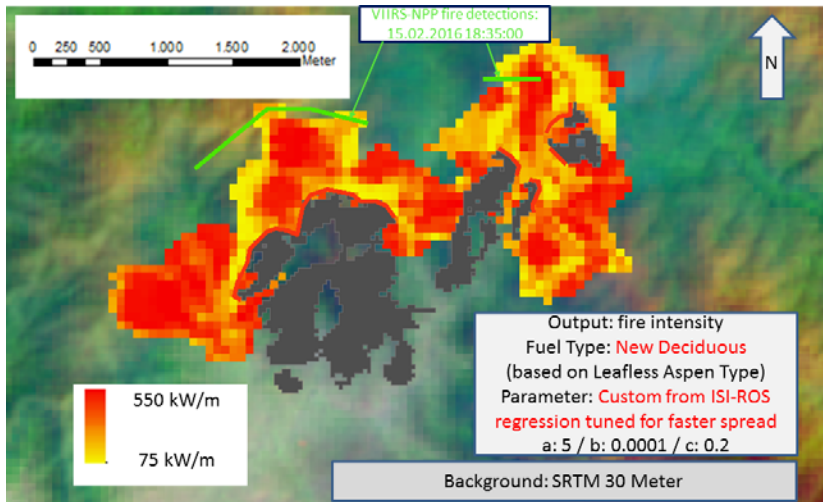 VIIRS-NPP fire detections:
15.02.2016 18:35:00
0 250 500 1.000 1.500 2.000
Meter
N
Output: fire intensity
Fuel Type: New Deciduous
(based on Leafless Aspen Type)
Parameter: Custom from ISI-ROS
regression tuned for faster spread
a: 5 / b: 0.0001 / c: 0.2
550 kW/m
75 kW/m
Background: SRTM 30 Meter